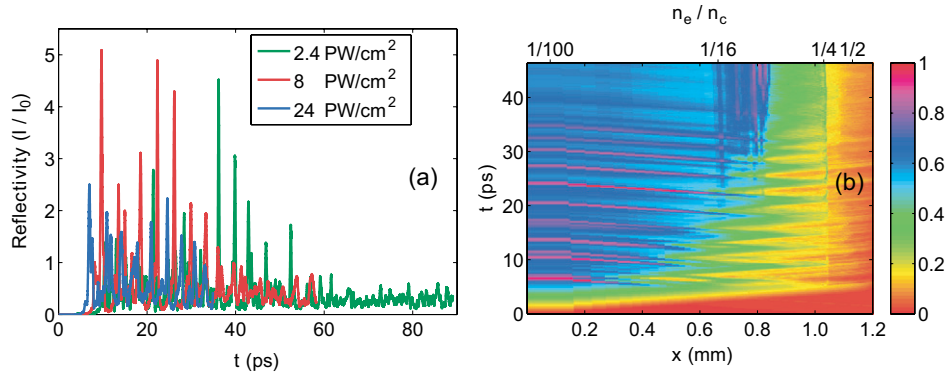 Reflectivity (I / I₀)
5
4
3
2
1
0
2.4 PW/cm²
8 PW/cm²
24 PW/cm²
(a)
0 20 40 60 80
t (ps)
nₑ / n꜀
1/100 1/16 1/4 1/2
t (ps)
40
30
20
10
0
(b)
0 0.2 0.4 0.6 0.8 1.0 1.2
x (mm)
1
0.8
0.6
0.4
0.2
0